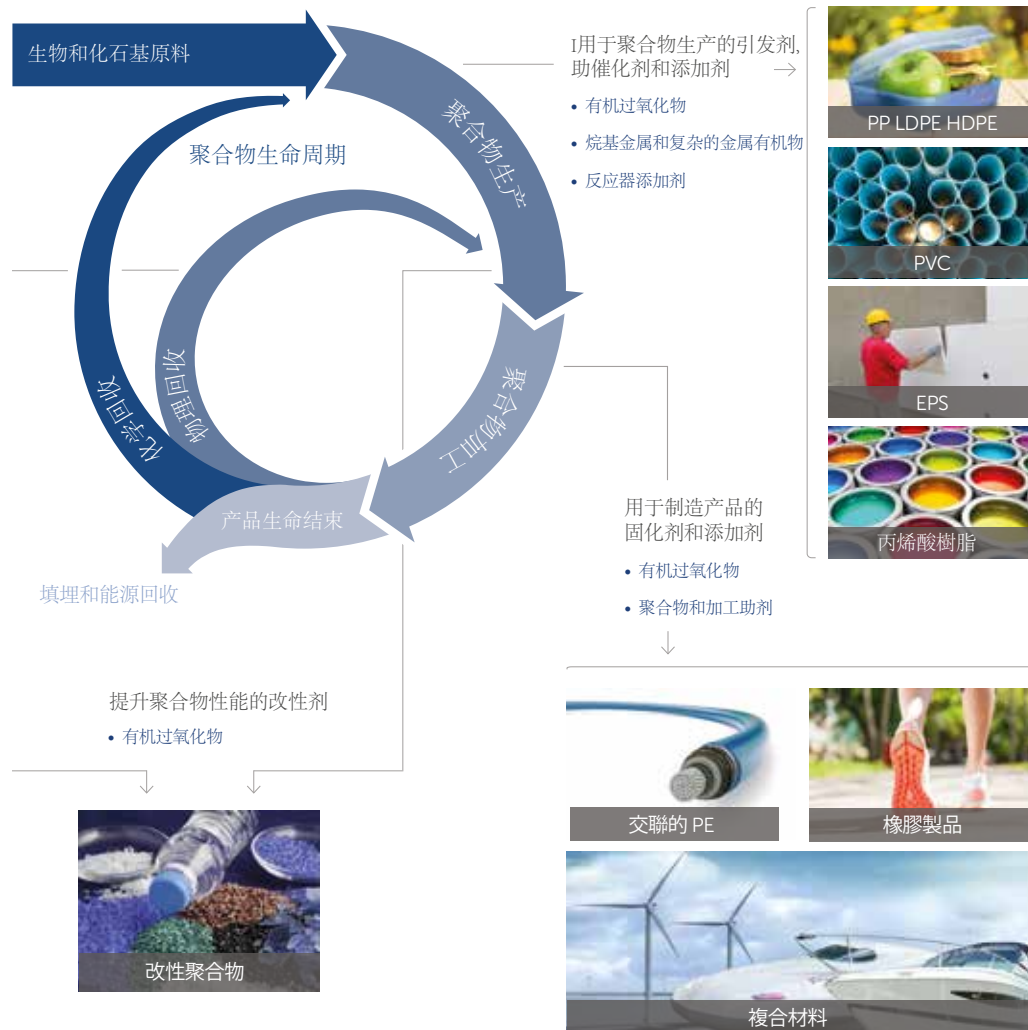 生物和化石基原料
聚合物生命周期
聚合物生产
I用于聚合物生产的引发剂,
助催化剂和添加剂
• 有机过氧化物
• 烷基金属和复杂的金属有机物
• 反应器添加剂
PP LDPE HDPE
PVC
EPS
丙烯酸樹脂
化学回收
物理回收
聚合物加工
产品生命结束
填埋和能源回收
用于制造产品的
固化剂和添加剂
• 有机过氧化物
• 聚合物和加工助剂
提升聚合物性能的改性剂
• 有机过氧化物
改性聚合物
交聯的 PE
橡膠製品
複合材料